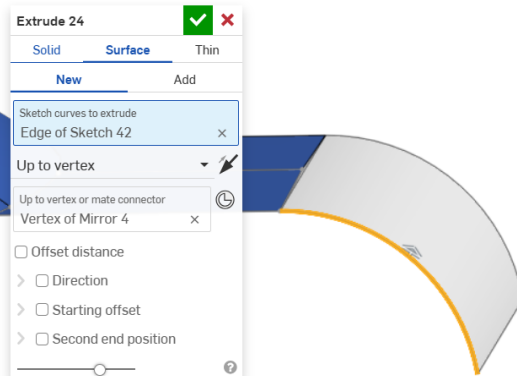 Extrude 24
Solid Surface Thin
New Add
Sketch curves to extrude
Edge of Sketch 42
Up to vertex
Up to vertex or mate connector
Vertex of Mirror 4
Offset distance
Direction
Starting offset
Second end position